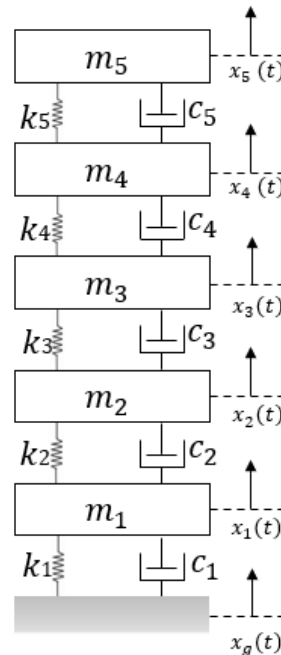 m5
x5 (t)
k5
c5
m4
x4 (t)
k4
c4
m3
x3(t)
k3
c3
m2
x2(t)
k2
c2
m1
x1(t)
k1
c1
xg(t)